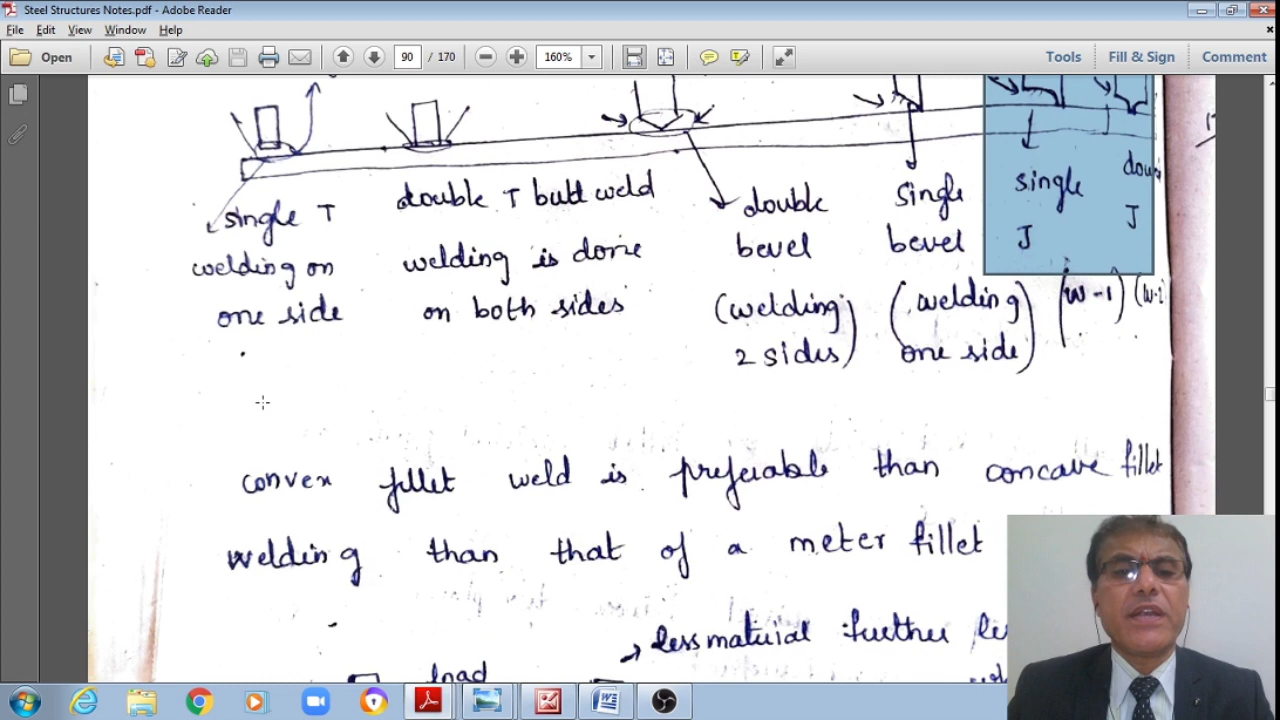 Steel Structures Notes.pdf - Adobe Reader
File Edit View Window Help
Open 90 / 170 160% Tools Fill & Sign Comment
single T
welding on
one side
double T butt weld
welding is done
on both sides
double
bevel
(welding
2 sides)
single
bevel
(welding
one side)
single
J
(w-1)
J
convex fillet weld is preferable than concave fillet
welding than that of a meter fillet
→ less material further
load